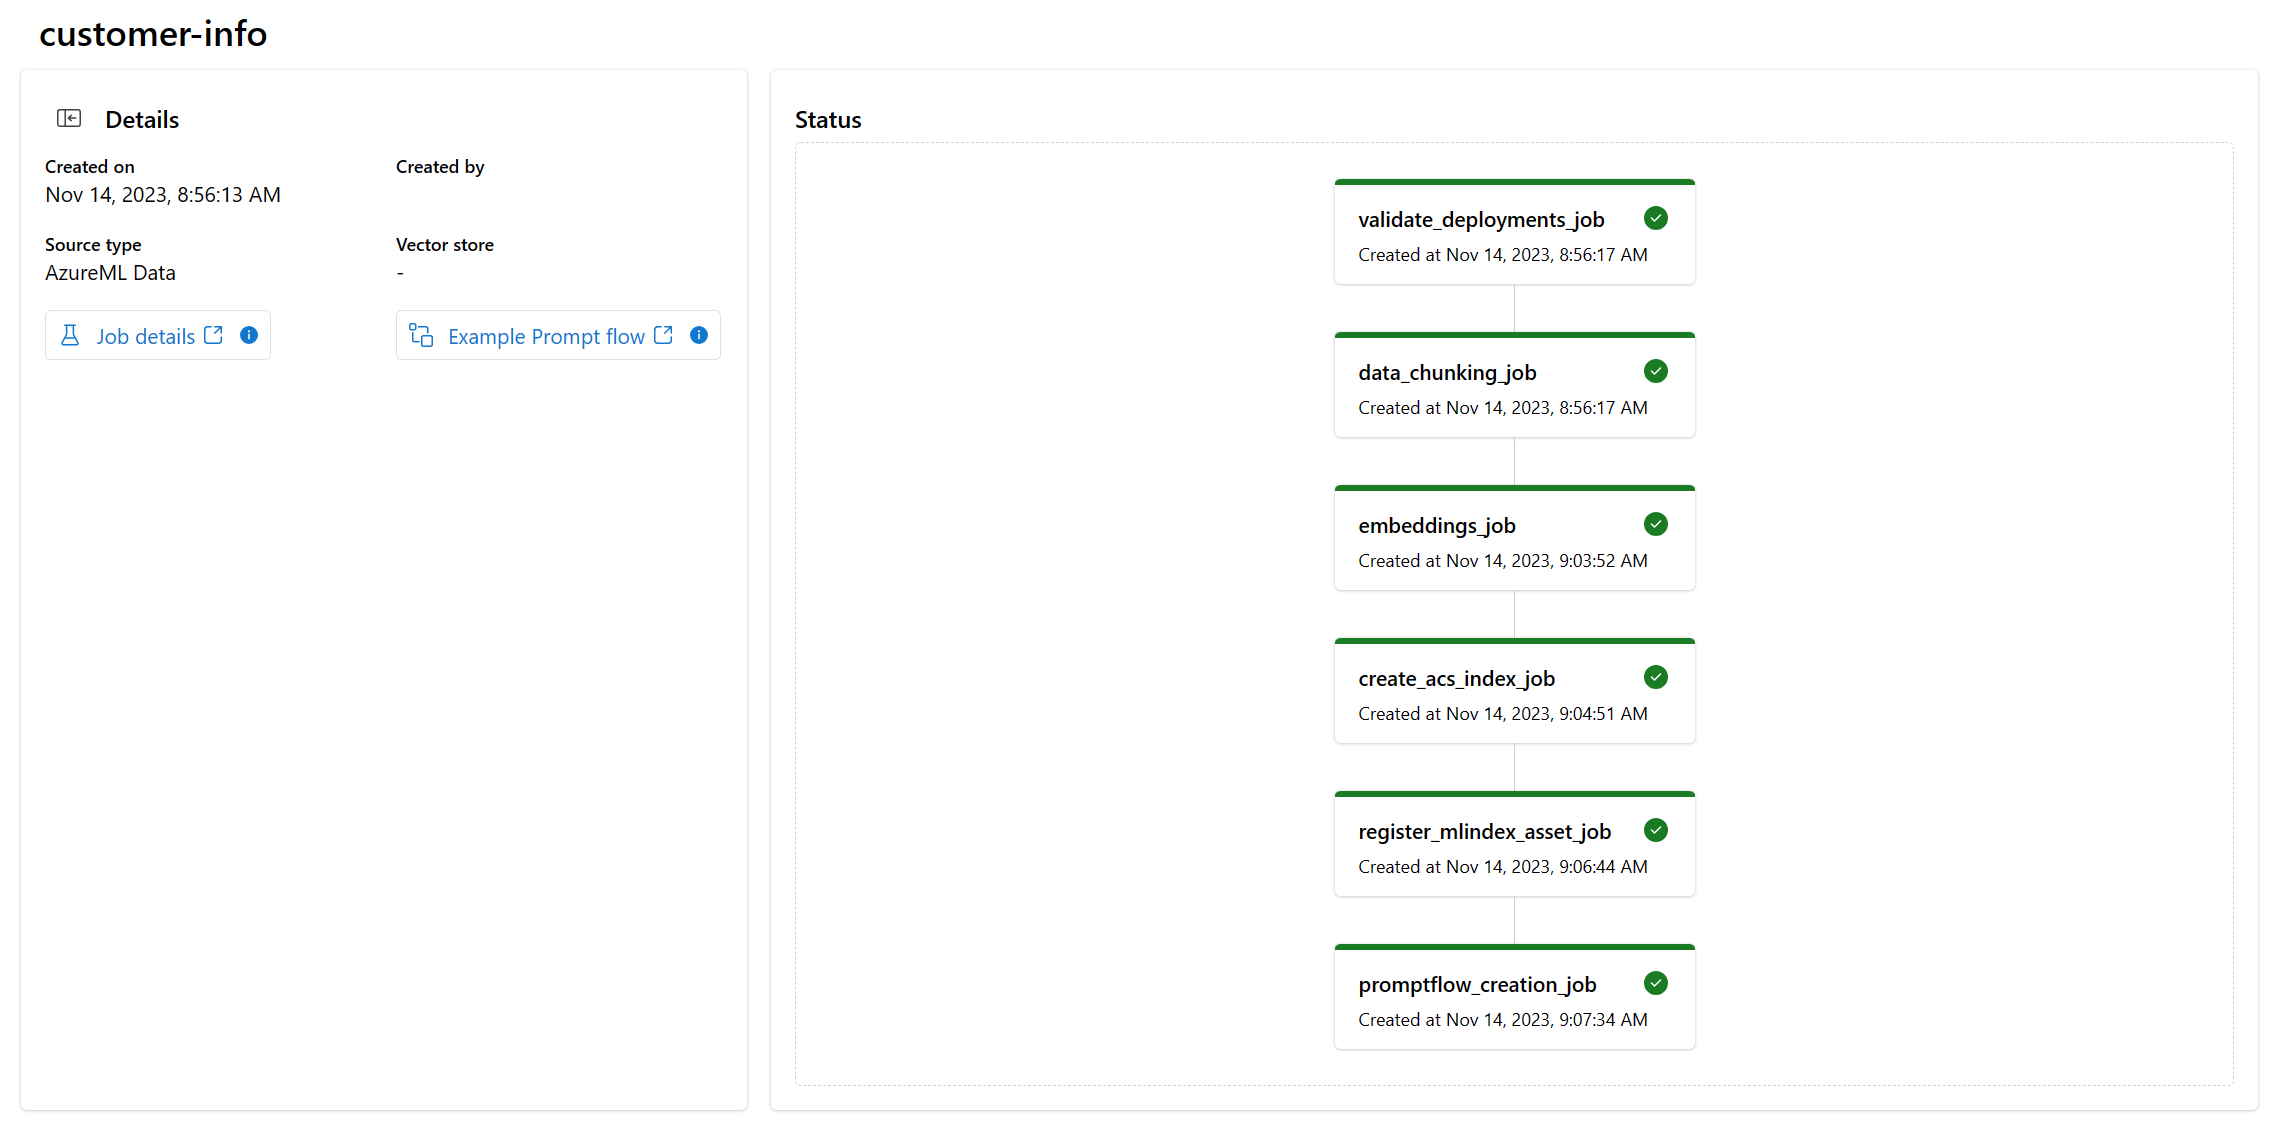 customer-info
Details
Created on
Nov 14, 2023, 8:56:13 AM
Created by
Source type
AzureML Data
Vector store
-
Job details
Example Prompt flow
Status
validate_deployments_job
Created at Nov 14, 2023, 8:56:17 AM
data_chunking_job
Created at Nov 14, 2023, 8:56:17 AM
embeddings_job
Created at Nov 14, 2023, 9:03:52 AM
create_acs_index_job
Created at Nov 14, 2023, 9:04:51 AM
register_mlindex_asset_job
Created at Nov 14, 2023, 9:06:44 AM
promptflow_creation_job
Created at Nov 14, 2023, 9:07:34 AM